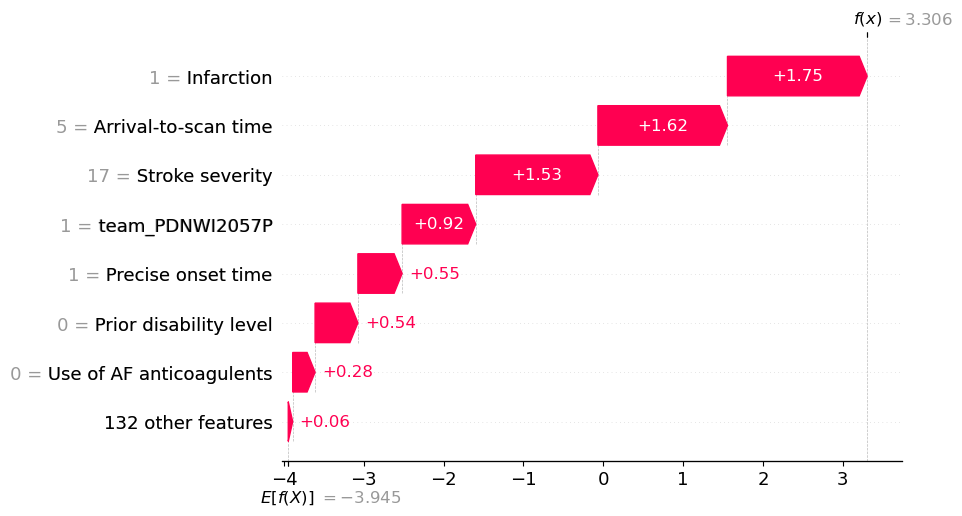 f(x) = 3.306
1 = Infarction
+1.75
5 = Arrival-to-scan time
+1.62
17 = Stroke severity
+1.53
1 = team_PDNWI2057P
+0.92
1 = Precise onset time
+0.55
0 = Prior disability level
+0.54
0 = Use of AF anticoagulents
+0.28
132 other features
+0.06
−4 −3 −2 −1 0 1 2 3
E[f(X)] = −3.945